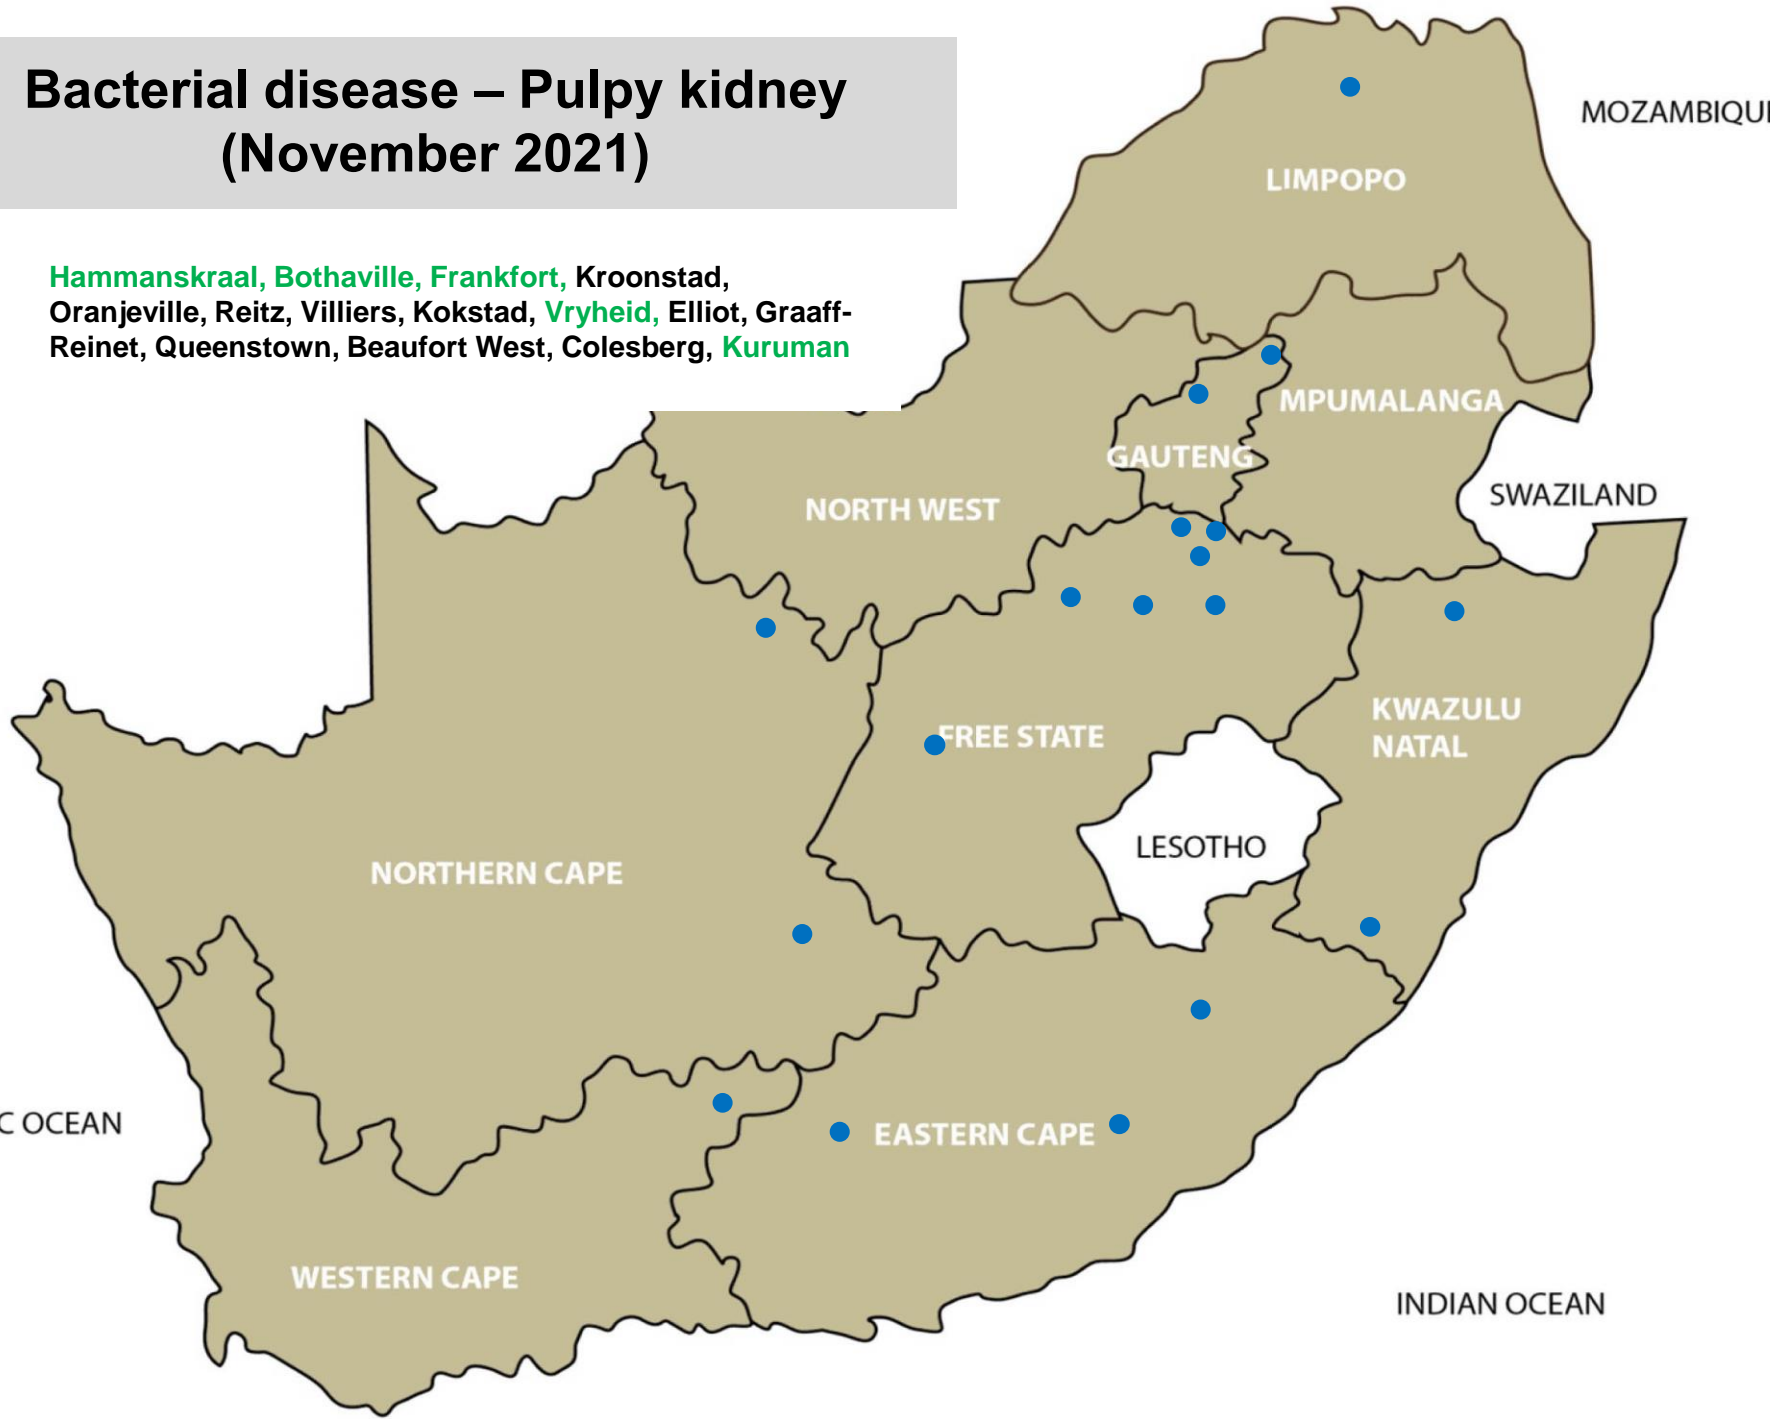 Bacterial disease – Pulpy kidney
(November 2021)
Hammanskraal, Bothaville, Frankfort, Kroonstad,
Oranjeville, Reitz, Villiers, Kokstad, Vryheid, Elliot, Graaff-
Reinet, Queenstown, Beaufort West, Colesberg, Kuruman
MOZAMBIQUE
LIMPOPO
MPUMALANGA
GAUTENG
SWAZILAND
NORTH WEST
KWAZULU
NATAL
FREE STATE
LESOTHO
NORTHERN CAPE
C OCEAN
EASTERN CAPE
WESTERN CAPE
INDIAN OCEAN